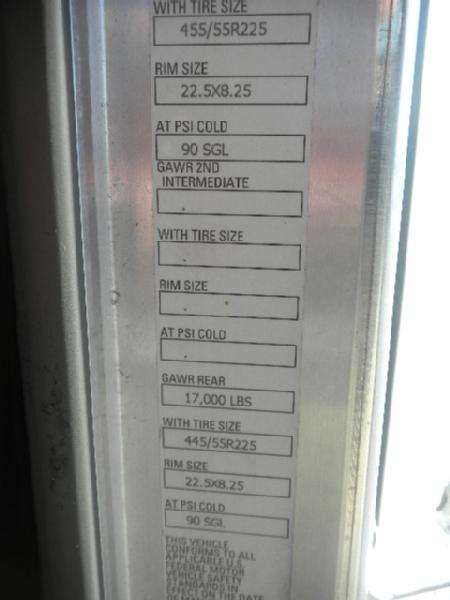 WITH TIRE SIZE
455/55R225
RIM SIZE
22.5X8.25
AT PSI COLD
90 SGL
GAWR 2ND
INTERMEDIATE
WITH TIRE SIZE
RIM SIZE
AT PSI COLD
GAWR REAR
17,000 LBS
WITH TIRE SIZE
445/55R225
RIM SIZE
22.5X8.25
AT PSI COLD
90 SGL
THIS VEHICLE
CONFORMS TO ALL
APPLICABLE U.S.
FEDERAL MOTOR
VEHICLE SAFETY
STANDARDS IN
EFFECT ON THE DATE